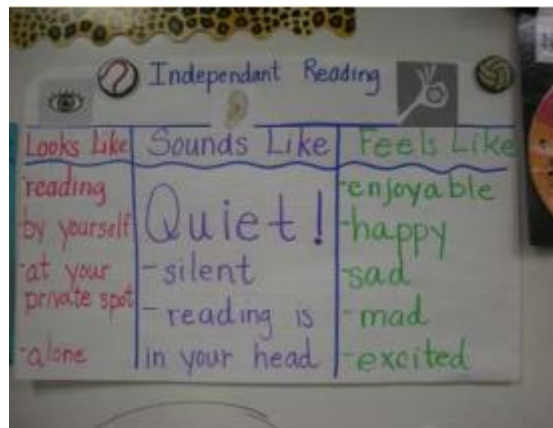 Independant Reading
Looks Like
reading
by yourself
-at your
private spot
-alone
Sounds Like
Quiet!
-silent
-reading is
in your head
Feels Like
-enjoyable
-happy
-sad
-mad
-excited